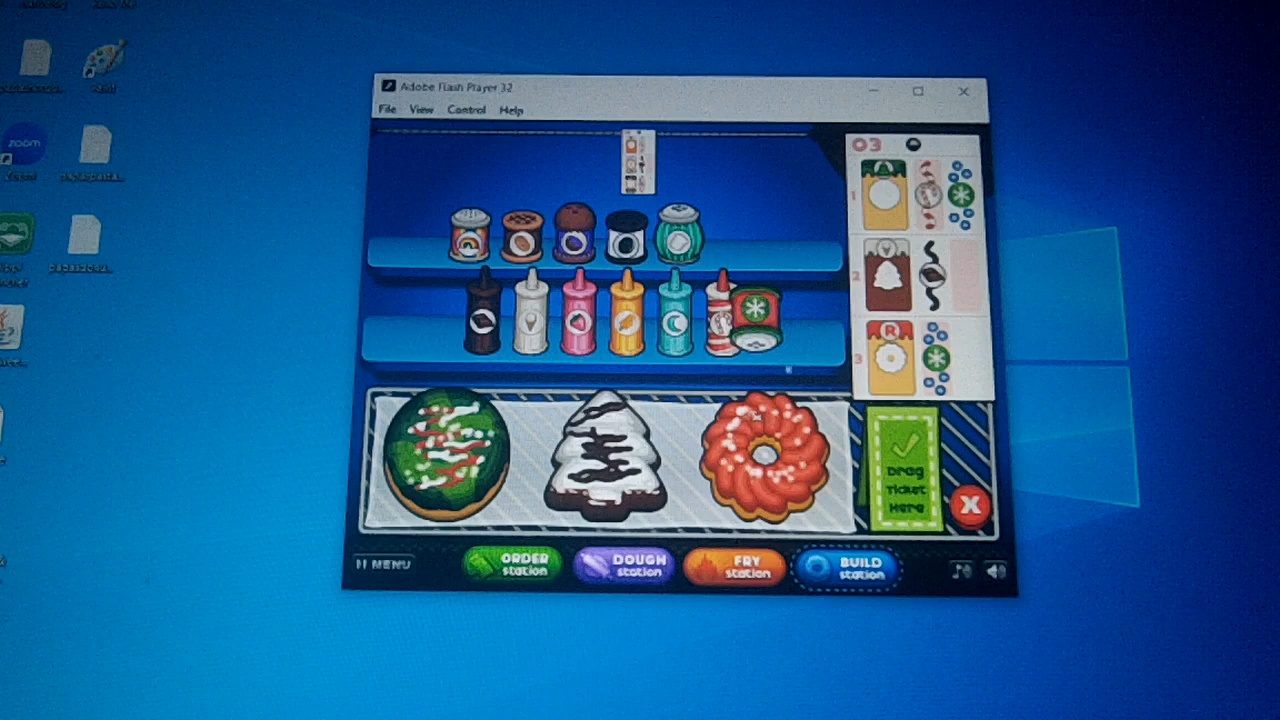 Adobe Flash Player 32
File View Control Help
zoom
03
1
2
3
R
Drag
Ticket
Here
X
MENU
ORDER
station
DOUGH
station
FRY
station
BUILD
station